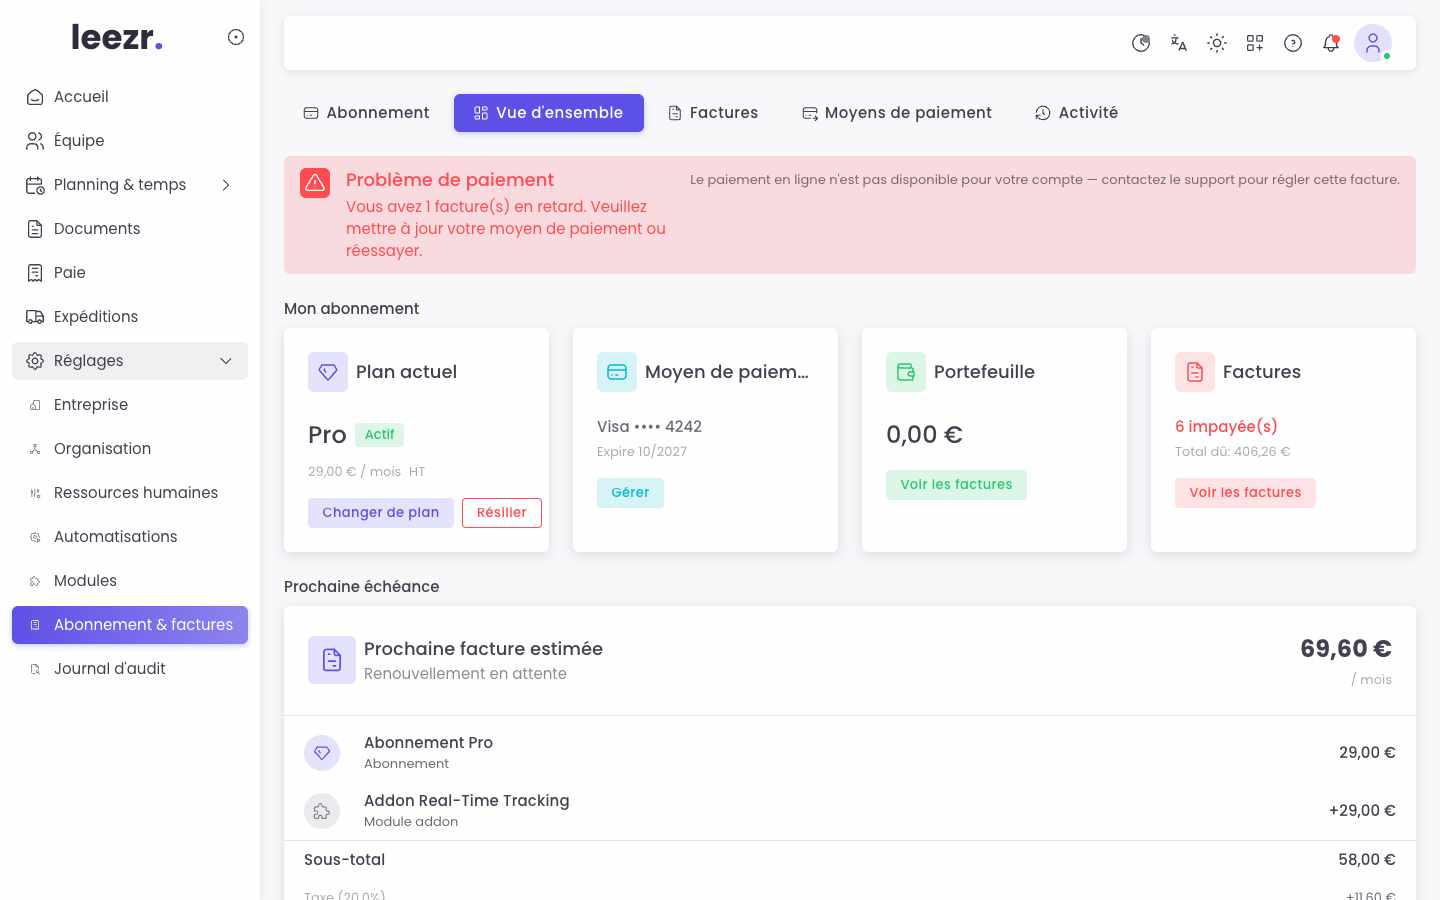 leezr.
Accueil
Équipe
Planning & temps
Documents
Paie
Expéditions
Réglages
Entreprise
Organisation
Ressources humaines
Automatisations
Modules
Abonnement & factures
Journal d'audit
Abonnement
Vue d'ensemble
Factures
Moyens de paiement
Activité
Problème de paiement
Vous avez 1 facture(s) en retard. Veuillez
mettre à jour votre moyen de paiement ou
réessayer.
Le paiement en ligne n'est pas disponible pour votre compte — contactez le support pour régler cette facture.
Mon abonnement
Plan actuel
Pro Actif
29,00 € / mois HT
Changer de plan Résilier
Moyen de paiem...
Visa •••• 4242
Expire 10/2027
Gérer
Portefeuille
0,00 €
Voir les factures
Factures
6 impayée(s)
Total dû: 406,26 €
Voir les factures
Prochaine échéance
Prochaine facture estimée
Renouvellement en attente
69,60 €
/ mois
Abonnement Pro
Abonnement
29,00 €
Addon Real-Time Tracking
Module addon
+29,00 €
Sous-total 58,00 €
Taxe (20.0%) +11,60 €